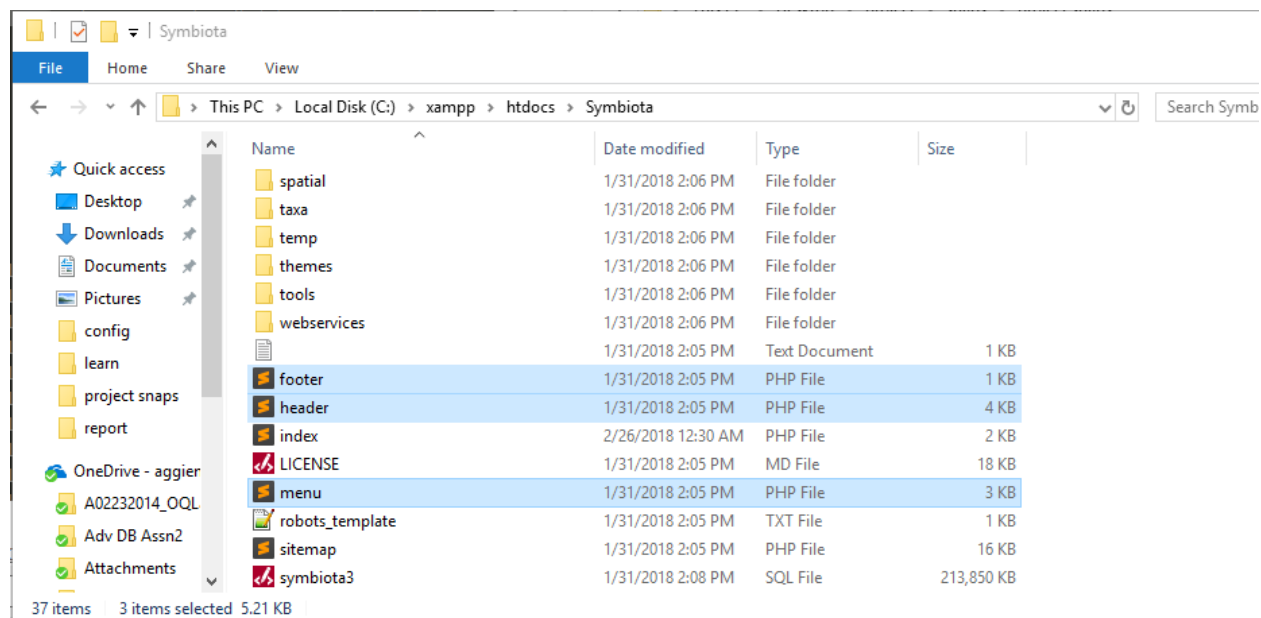 Symbiota
File Home Share View
This PC > Local Disk (C:) > xampp > htdocs > Symbiota Search Symb
Name Date modified Type Size
Quick access
Desktop
Downloads
Documents
Pictures
config
learn
project snaps
report
OneDrive - aggier
A02232014_OQL
Adv DB Assn2
Attachments
spatial 1/31/2018 2:06 PM File folder
taxa 1/31/2018 2:06 PM File folder
temp 1/31/2018 2:06 PM File folder
themes 1/31/2018 2:06 PM File folder
tools 1/31/2018 2:06 PM File folder
webservices 1/31/2018 2:06 PM File folder
1/31/2018 2:05 PM Text Document 1 KB
footer 1/31/2018 2:05 PM PHP File 1 KB
header 1/31/2018 2:05 PM PHP File 4 KB
index 2/26/2018 12:30 AM PHP File 2 KB
LICENSE 1/31/2018 2:05 PM MD File 18 KB
menu 1/31/2018 2:05 PM PHP File 3 KB
robots_template 1/31/2018 2:05 PM TXT File 1 KB
sitemap 1/31/2018 2:05 PM PHP File 16 KB
symbiota3 1/31/2018 2:08 PM SQL File 213,850 KB
37 items 3 items selected 5.21 KB